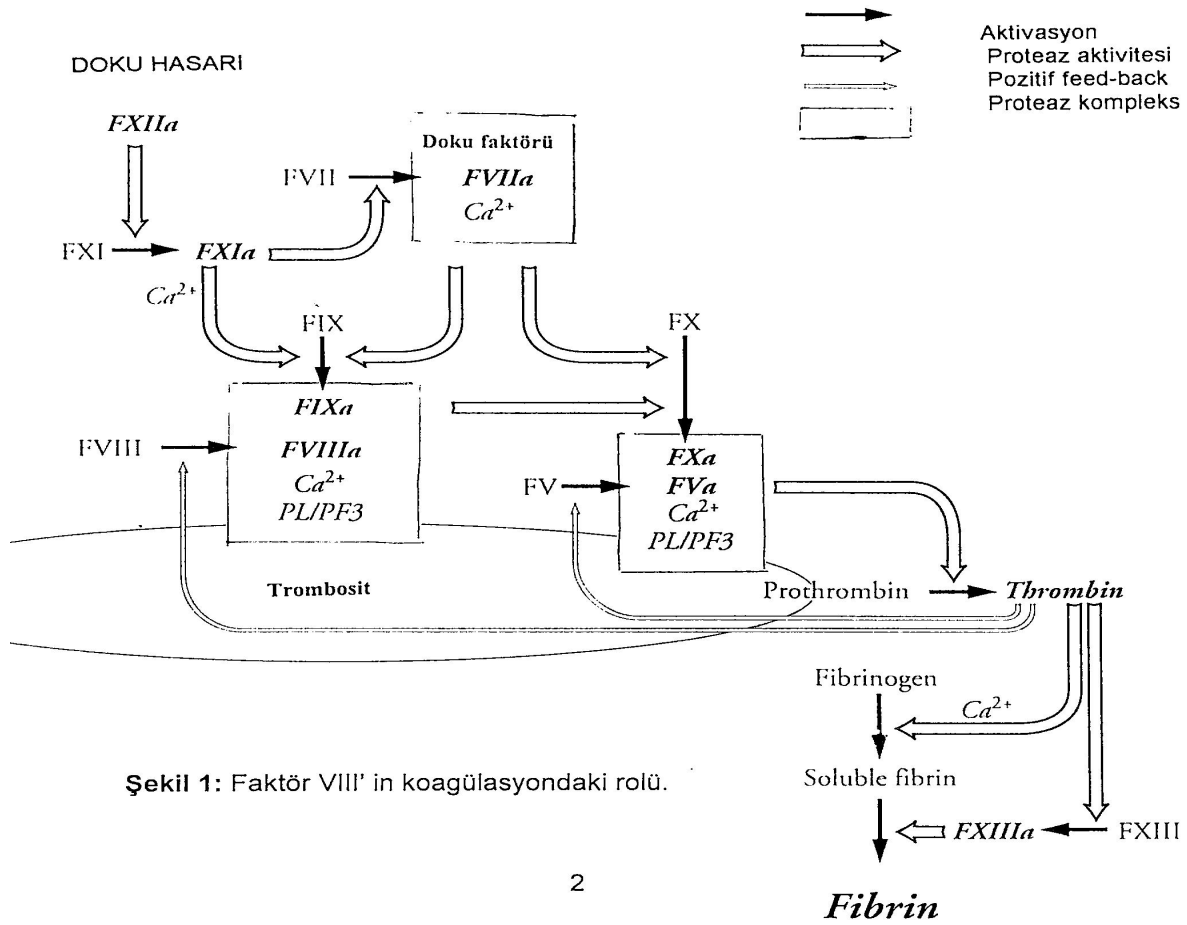 Aktivasyon
Proteaz aktivitesi
Pozitif feed-back
Proteaz kompleks
DOKU HASARI
FXIIa
Doku faktörü
FVII
FVIIa
Ca²⁺
FXI
FXIa
Ca²⁺
FIX
FX
FIXa
FVIII
FVIIIa
Ca²⁺
PL/PF3
FXa
FV
FVa
Ca²⁺
PL/PF3
Trombosit
Prothrombin
Thrombin
Fibrinogen
Ca²⁺
Soluble fibrin
FXIIIa
FXIII
Fibrin
Şekil 1: Faktör VIII' in koagülasyondaki rolü.
2